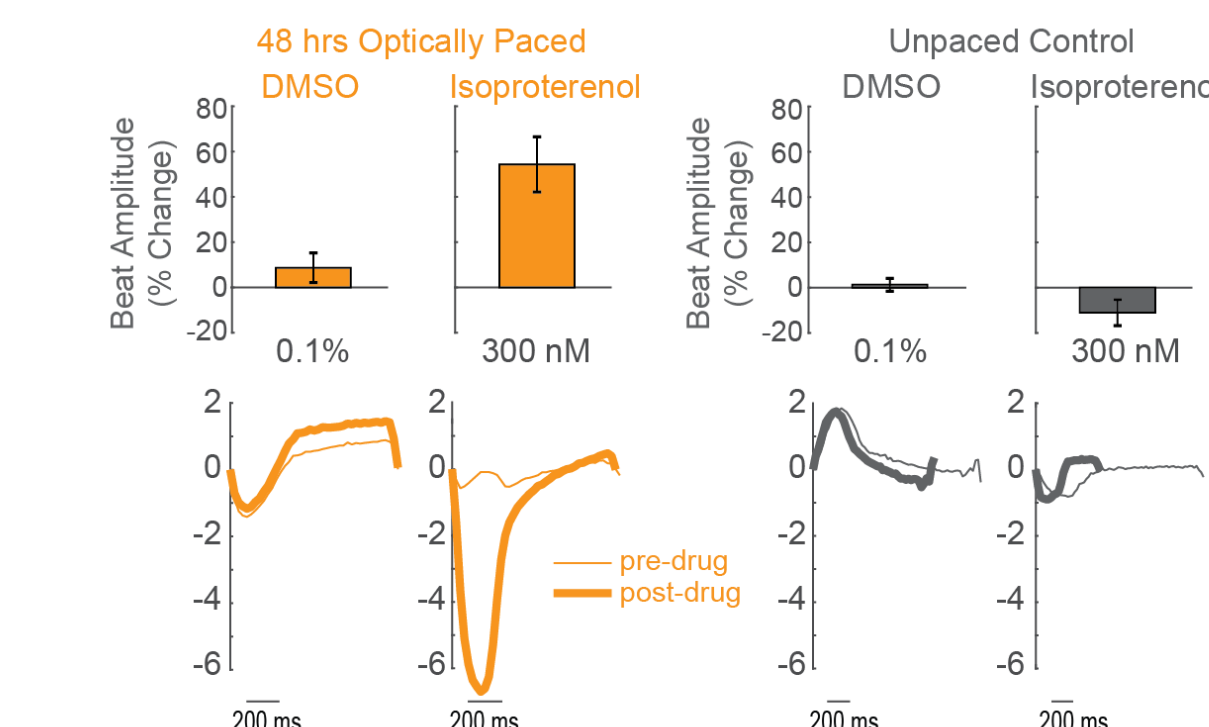 48 hrs Optically Paced
Unpaced Control
DMSO
Isoproterenol
DMSO
Isoproteren
Beat Amplitude
(% Change)
80
60
40
20
0
-20
0.1%
300 nM
Beat Amplitude
(% Change)
80
60
40
20
0
-20
0.1%
300 nM
2
0
-2
-4
-6
200 ms
2
0
-2
-4
-6
200 ms
pre-drug
post-drug
2
0
-2
-4
-6
200 ms
2
0
-2
-4
-6
200 ms